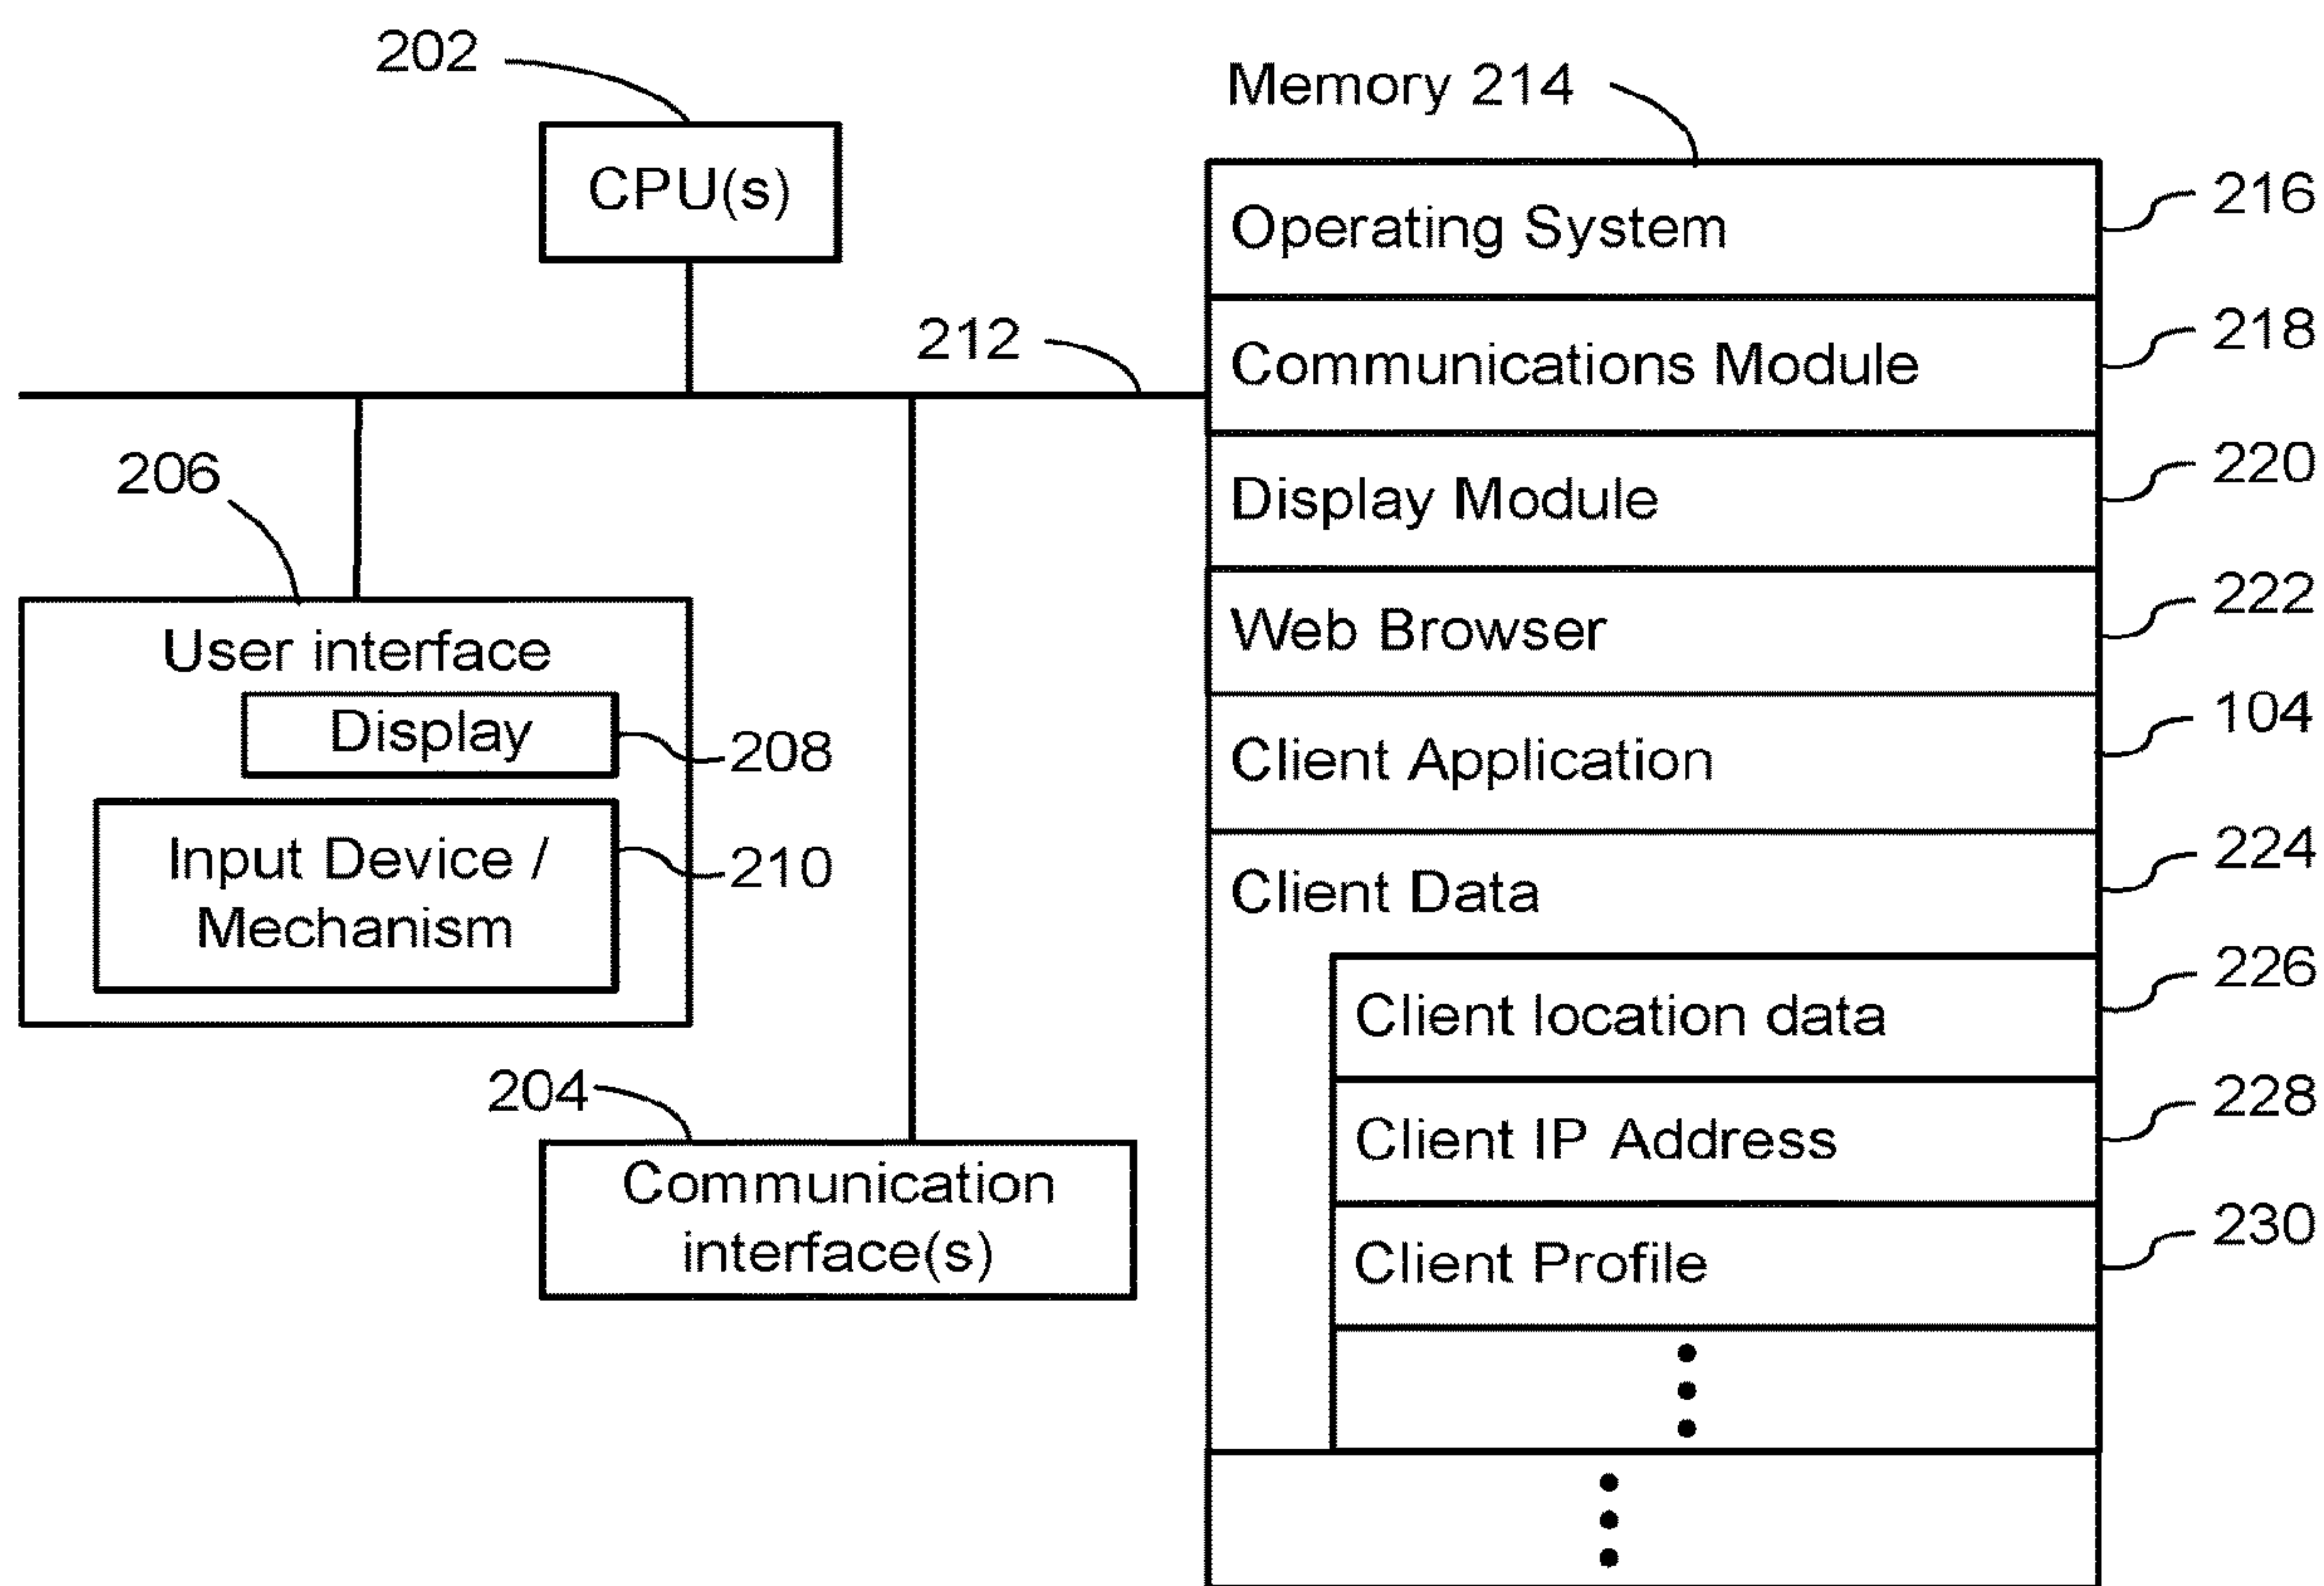 202
CPU(s)
212
206
User interface
Display
208
Input Device /
Mechanism
210
204
Communication
interface(s)
Memory 214
Operating System
216
Communications Module
218
Display Module
220
Web Browser
222
Client Application
104
Client Data
224
Client location data
226
Client IP Address
228
Client Profile
230